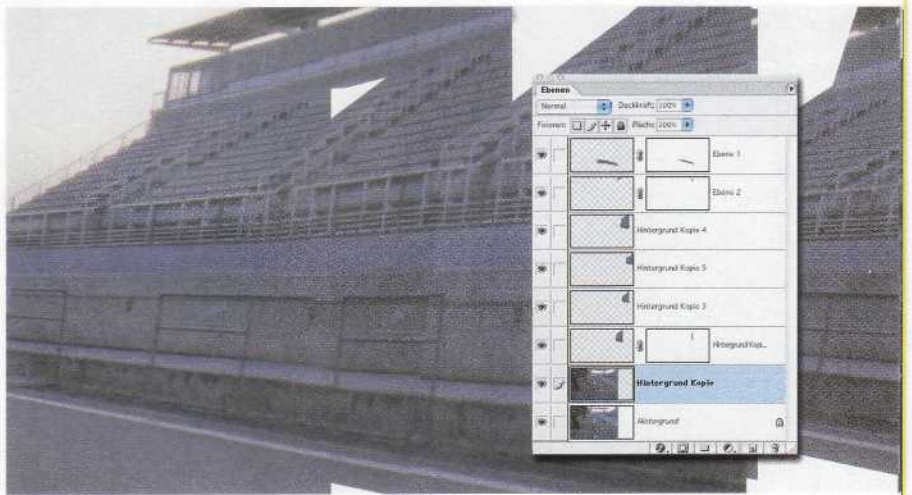 Ebenen
Normal Deckkraft: 100%
Fixieren: Fläche: 100%
Ebene 1
Ebene 2
Hintergrund Kopie 4
Hintergrund Kopie 5
Hintergrund Kopie 3
Hintergrund Kopi...
Hintergrund Kopie
Hintergrund